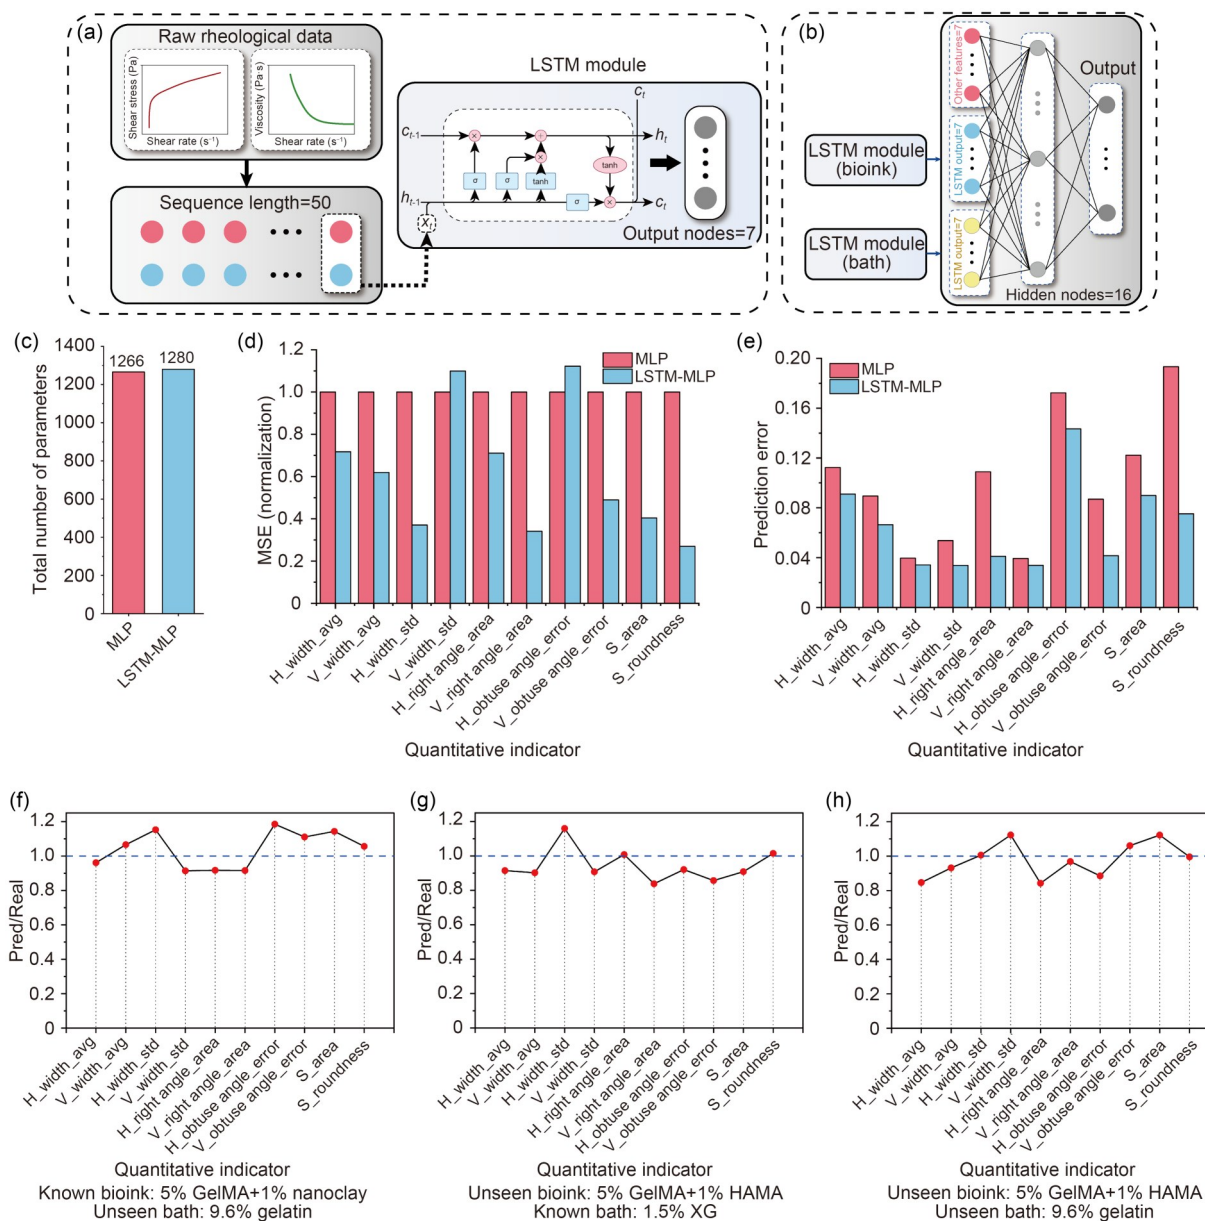 (a)
Raw rheological data
Shear stress (Pa)
Shear rate (s⁻¹)
Viscosity (Pa·s)
Shear rate (s⁻¹)
Sequence length=50
LSTM module
C_t
C_{t-1}
h_t
tanh
σ
σ
tanh
σ
h_{t-1}
C_t
X_t
Output nodes=7
(b)
LSTM module
(bioink)
LSTM module
(bath)
Other features=7
LSTM output=7
LSTM output=7
Output
Hidden nodes=16
(c)
Total number of parameters
1400
1200
1000
800
600
400
200
0
1266
1280
MLP
LSTM-MLP
(d)
MSE (normalization)
1.2
1.0
0.8
0.6
0.4
0.2
0
MLP
LSTM-MLP
H_width_avg
V_width_avg
H_width_std
V_width_std
H_right angle_area
V_right angle_area
H_obtuse angle_error
V_obtuse angle_error
S_area
S_roundness
Quantitative indicator
(e)
Prediction error
0.20
0.16
0.12
0.08
0.04
0
MLP
LSTM-MLP
H_width_avg
V_width_avg
H_width_std
V_width_std
H_right angle_area
V_right angle_area
H_obtuse angle_error
V_obtuse angle_error
S_area
S_roundness
Quantitative indicator
(f)
Pred/Real
1.2
1.0
0.8
0.6
0.4
0.2
0
H_width_avg
V_width_avg
H_width_std
V_width_std
H_right angle_area
V_right angle_area
H_obtuse angle_error
V_obtuse angle_error
S_area
S_roundness
Quantitative indicator
Known bioink: 5% GelMA+1% nanoclay
Unseen bath: 9.6% gelatin
(g)
Pred/Real
1.2
1.0
0.8
0.6
0.4
0.2
0
H_width_avg
V_width_avg
H_width_std
V_width_std
H_right angle_area
V_right angle_area
H_obtuse angle_error
V_obtuse angle_error
S_area
S_roundness
Quantitative indicator
Unseen bioink: 5% GelMA+1% HAMA
Known bath: 1.5% XG
(h)
Pred/Real
1.2
1.0
0.8
0.6
0.4
0.2
0
H_width_avg
V_width_avg
H_width_std
V_width_std
H_right angle_area
V_right angle_area
H_obtuse angle_error
V_obtuse angle_error
S_area
S_roundness
Quantitative indicator
Unseen bioink: 5% GelMA+1% HAMA
Unseen bath: 9.6% gelatin